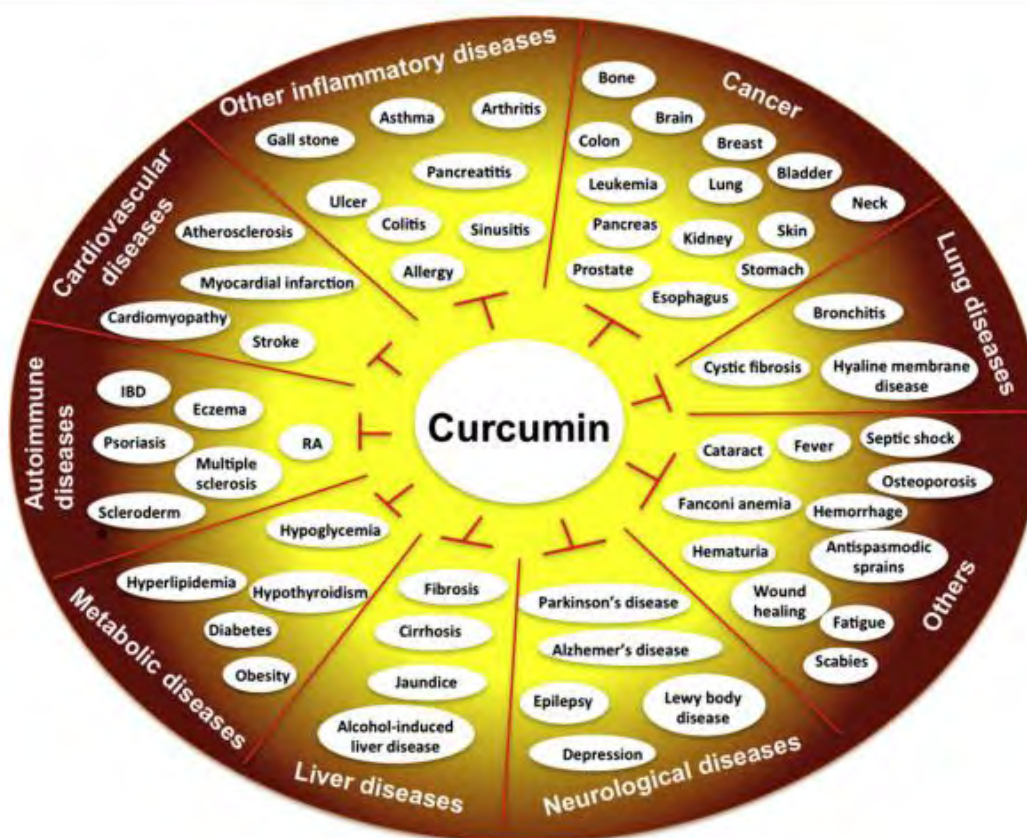 Other inflammatory diseases
Gall stone
Asthma
Arthritis
Pancreatitis
Ulcer
Colitis
Sinusitis
Allergy
Cancer
Bone
Brain
Colon
Breast
Bladder
Leukemia
Lung
Neck
Pancreas
Kidney
Skin
Prostate
Stomach
Esophagus
Lung diseases
Bronchitis
Cystic fibrosis
Hyaline membrane
disease
Others
Cataract
Fever
Septic shock
Osteoporosis
Fanconi anemia
Hemorrhage
Hematuria
Antispasmodic
sprains
Wound
healing
Fatigue
Scabies
Neurological diseases
Parkinson's disease
Alzhemer's disease
Epilepsy
Lewy body
disease
Depression
Liver diseases
Fibrosis
Cirrhosis
Jaundice
Alcohol-induced
liver disease
Metabolic diseases
Hypoglycemia
Hyperlipidemia
Hypothyroidism
Diabetes
Obesity
Autoimmune
diseases
IBD
Eczema
Psoriasis
RA
Multiple
sclerosis
Scleroderm
Cardiovascular
diseases
Atherosclerosis
Myocardial infarction
Cardiomyopathy
Stroke
Curcumin